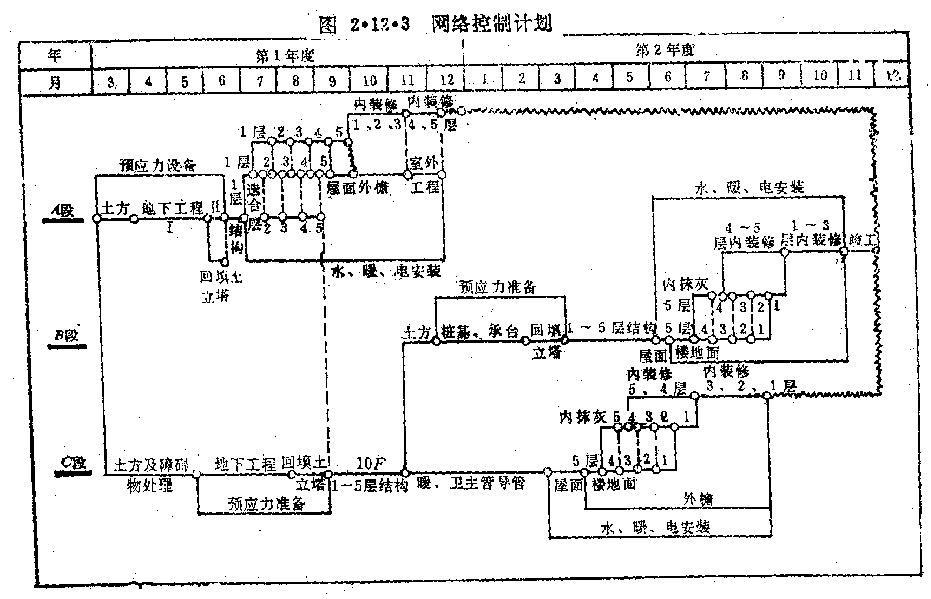 图 2·12·3 网络控制计划
年 第1年度 第2年度
月 3 4 5 6 7 8 9 10 11 12 1 2 3 4 5 6 7 8 9 10 11 12
内装修 内装修
1、2、3 4、5层
1层 2 3 4 5
预应力设备
1层 2 3 4 5 室外
屋面外檐 工程
A段
土方 地下工程 II
I
1层
结构
层 2 3 4 5
回填土
立塔
水、暖、电安装
水、暖、电安装
4~5 1~3
层内装修 层内装修 竣工
预应力准备
内抹灰
5层 4 3 2 1
B段
土方 桩基、承台 回填 1~5层结构 5层 4 3 2 1
立塔
屋面 楼地面
内装修 内装修
5、4层 3、2、1层
内抹灰 5 4 3 2 1
C段
土方及障碍 地下工程 回填土 10F
5层 4 3 2 1
物处理 立塔 1~5层结构 暖、卫主管导管 屋面 楼地面
预应力准备
外檐
水、暖、电安装